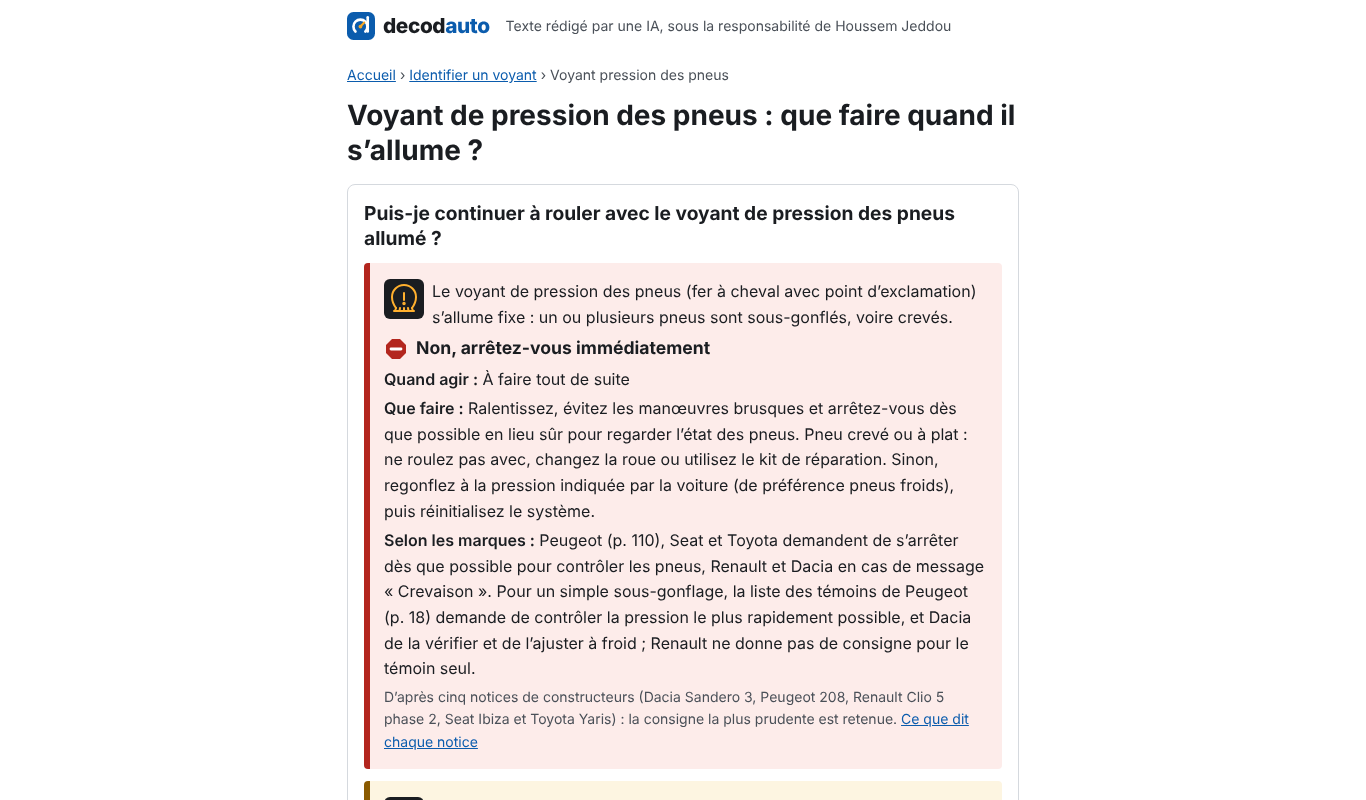 decodauto Texte rédigé par une IA, sous la responsabilité de Houssem Jeddou
Accueil › Identifier un voyant › Voyant pression des pneus
Voyant de pression des pneus : que faire quand il
s’allume ?
Puis-je continuer à rouler avec le voyant de pression des pneus
allumé ?
Le voyant de pression des pneus (fer à cheval avec point d’exclamation)
s’allume fixe : un ou plusieurs pneus sont sous-gonflés, voire crevés.
Non, arrêtez-vous immédiatement
Quand agir : À faire tout de suite
Que faire : Ralentissez, évitez les manœuvres brusques et arrêtez-vous dès
que possible en lieu sûr pour regarder l’état des pneus. Pneu crevé ou à plat :
ne roulez pas avec, changez la roue ou utilisez le kit de réparation. Sinon,
regonflez à la pression indiquée par la voiture (de préférence pneus froids),
puis réinitialisez le système.
Selon les marques : Peugeot (p. 110), Seat et Toyota demandent de s’arrêter
dès que possible pour contrôler les pneus, Renault et Dacia en cas de message
« Crevaison ». Pour un simple sous-gonflage, la liste des témoins de Peugeot
(p. 18) demande de contrôler la pression le plus rapidement possible, et Dacia
de la vérifier et de l’ajuster à froid ; Renault ne donne pas de consigne pour le
témoin seul.
D’après cinq notices de constructeurs (Dacia Sandero 3, Peugeot 208, Renault Clio 5
phase 2, Seat Ibiza et Toyota Yaris) : la consigne la plus prudente est retenue. Ce que dit
chaque notice